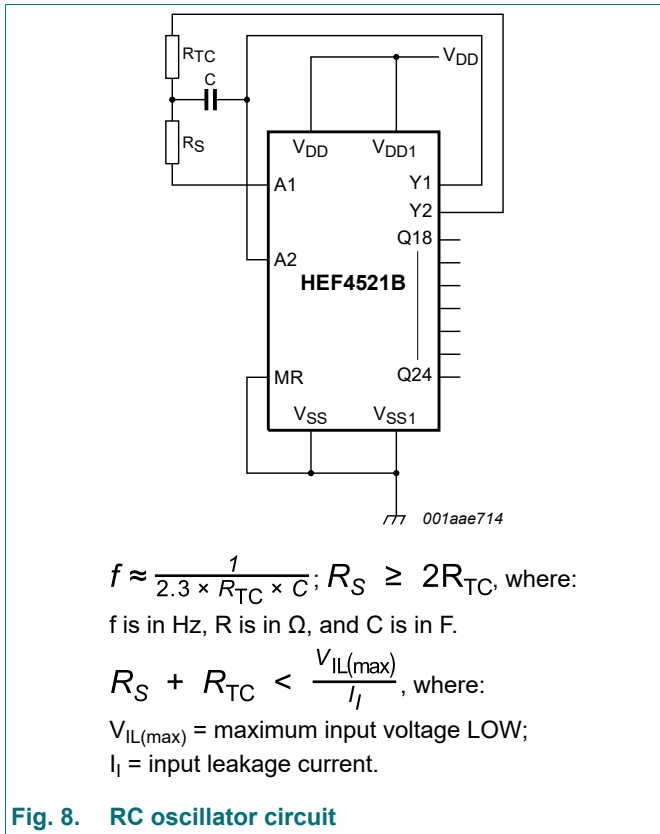 R_TC
C
R_S
V_DD
V_DD V_DD1
A1 Y1
Y2
Q18
A2
HEF4521B
MR Q24
V_SS V_SS1
001aae714
f ≈ 1 / (2.3 × R_TC × C); R_S ≥ 2R_TC, where:
f is in Hz, R is in Ω, and C is in F.
R_S + R_TC < V_IL(max) / I_I, where:
V_IL(max) = maximum input voltage LOW;
I_I = input leakage current.
Fig. 8. RC oscillator circuit